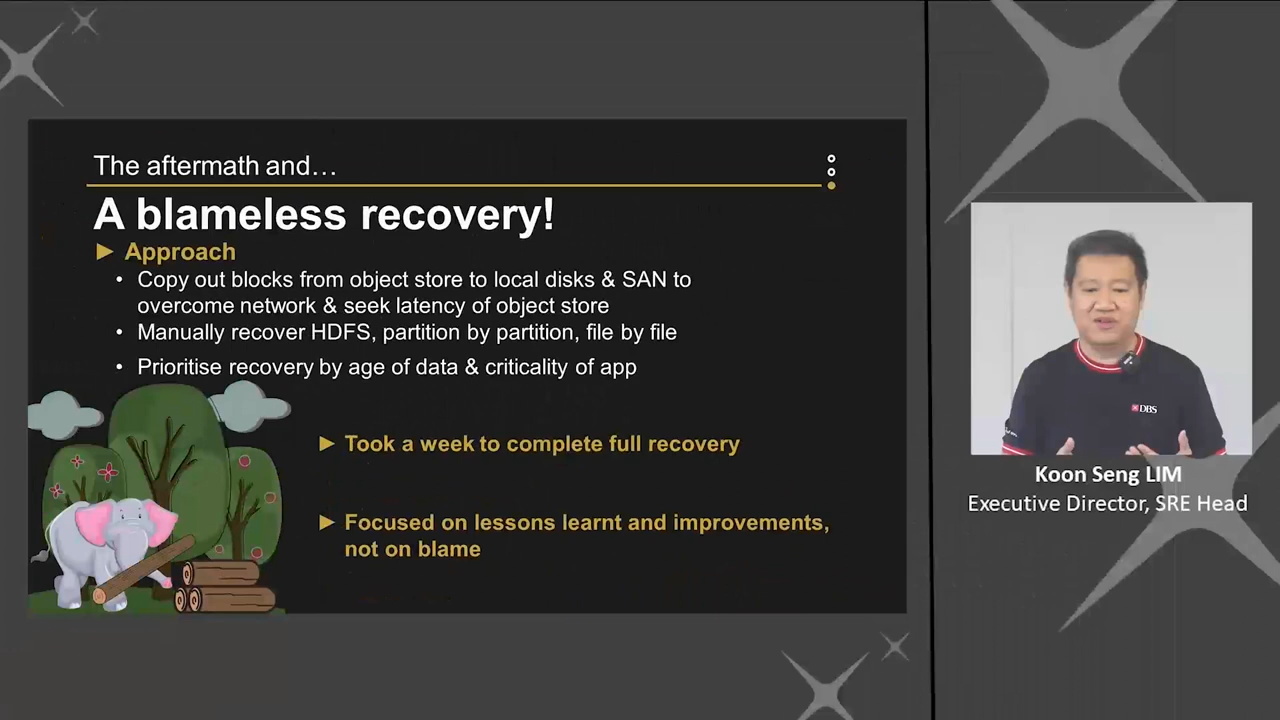 The aftermath and…
A blameless recovery!
► Approach
• Copy out blocks from object store to local disks & SAN to
overcome network & seek latency of object store
• Manually recover HDFS, partition by partition, file by file
• Prioritise recovery by age of data & criticality of app
► Took a week to complete full recovery
► Focused on lessons learnt and improvements,
not on blame
DBS
Koon Seng LIM
Executive Director, SRE Head